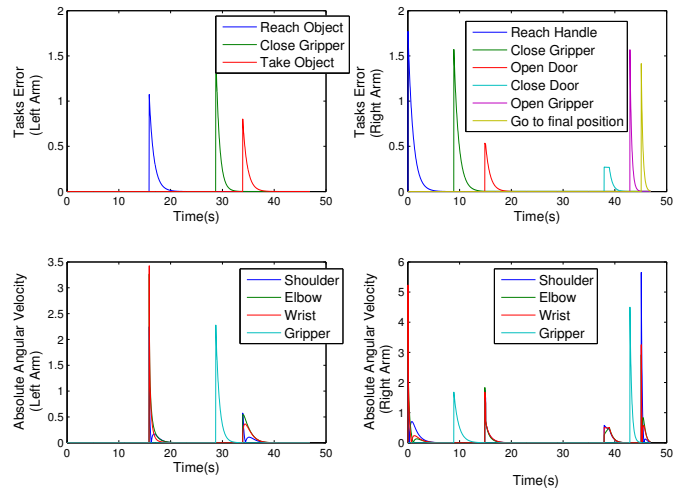 2
1.5
1
0.5
0
0 10 20 30 40 50
Time(s)
Tasks Error
(Left Arm)
Reach Object
Close Gripper
Take Object
2
1.5
1
0.5
0
0 10 20 30 40 50
Time(s)
Tasks Error
(Right Arm)
Reach Handle
Close Gripper
Open Door
Close Door
Open Gripper
Go to final position
3.5
3
2.5
2
1.5
1
0.5
0
0 10 20 30 40 50
Time(s)
Absolute Angular Velocity
(Left Arm)
Shoulder
Elbow
Wrist
Gripper
6
5
4
3
2
1
0
0 10 20 30 40 50
Time(s)
Absolute Angular Velocity
(Right Arm)
Shoulder
Elbow
Wrist
Gripper